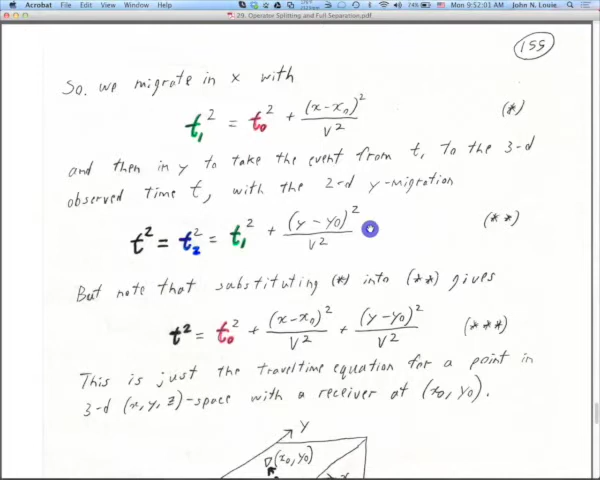 Acrobat File Edit View Window Help 74% Mon 9:52:03 AM John N. Louie
29. Operator Splitting and Full Separation.pdf
155
So, we migrate in x with
t₁² = t₀² + (x-x₀)²/V² (*)
and then in y to take the event from t₁ to the 3-d
observed time t, with the 2-d y-migration
t² = t₂² = t₁² + (y-y₀)²/V² (**)
But note that substituting (*) into (**) gives
t² = t₀² + (x-x₀)²/V² + (y-y₀)²/V² (***)
This is just the traveltime equation for a point in
3-d (x, y, z)-space with a receiver at (x₀, y₀).
Y
(x₀, y₀)
x